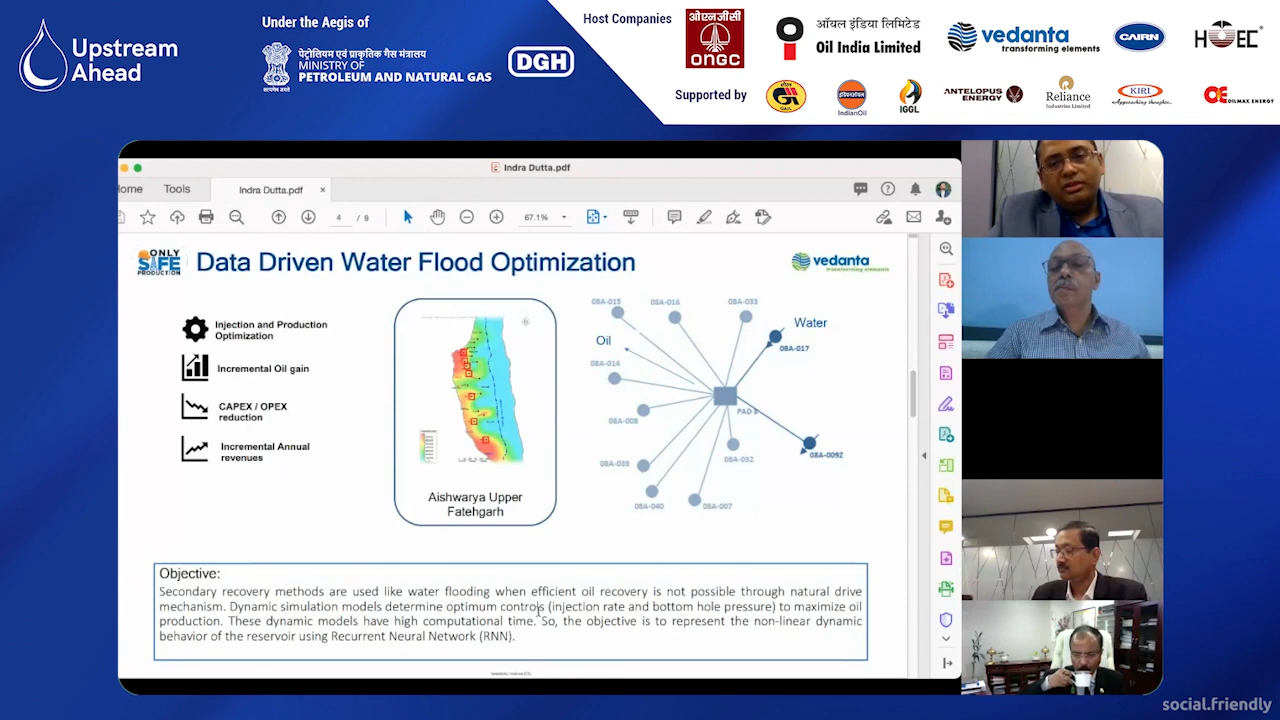 Upstream
Ahead
Under the Aegis of
पेट्रोलियम एवं प्राकृतिक गैस मंत्रालय
MINISTRY OF
PETROLEUM AND NATURAL GAS
सत्यमेव जयते
DGH
Host Companies
ओएनजीसी
ONGC
ऑयल इंडिया लिमिटेड
Oil India Limited
vedanta
transforming elements
CAIRN
HOEC
Supported by
GAIL
IndianOil
IGGL
ANTELOPUS
ENERGY
Reliance
Industries Limited
KIRI
Approaching thoughts..
OILMAX ENERGY
Indra Dutta.pdf
Home
Tools
Indra Dutta.pdf
4 / 9
67.1%
ONLY
SAFE
PRODUCTION
Data Driven Water Flood Optimization
vedanta
transforming elements
Injection and Production
Optimization
Incremental Oil gain
CAPEX / OPEX
reduction
Incremental Annual
revenues
Aishwarya Upper
Fatehgarh
08A-015
08A-016
08A-033
Water
08A-017
Oil
08A-014
08A-008
PAD 8
08A-032
08A-009Z
08A-039
08A-040
08A-007
Objective:
Secondary recovery methods are used like water flooding when efficient oil recovery is not possible through natural drive
mechanism. Dynamic simulation models determine optimum controls (injection rate and bottom hole pressure) to maximize oil
production. These dynamic models have high computational time. So, the objective is to represent the non-linear dynamic
behavior of the reservoir using Recurrent Neural Network (RNN).
social.friendly